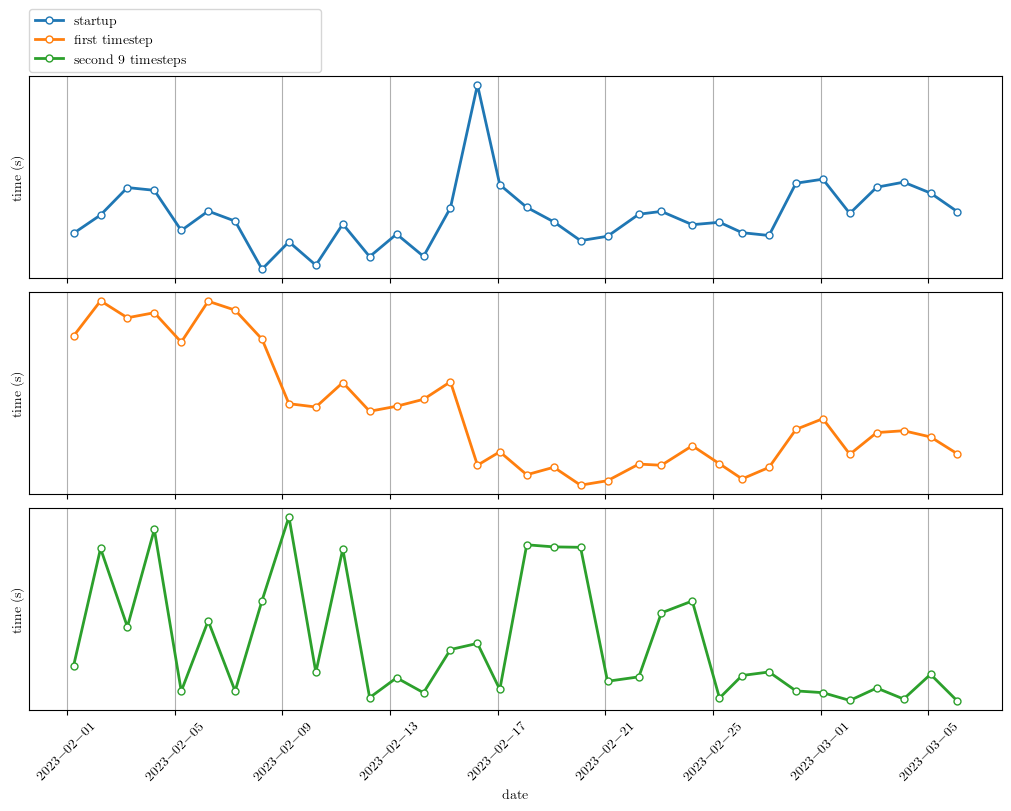 startup
first timestep
second 9 timesteps
time (s)
time (s)
time (s)
2023−02−01
2023−02−05
2023−02−09
2023−02−13
2023−02−17
2023−02−21
2023−02−25
2023−03−01
2023−03−05
date